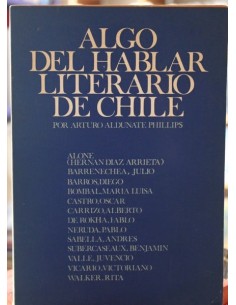 ALGO
DEL HABLAR
LITERARIO
DE CHILE
POR ARTURO ALDUNATE PHILLIPS
ALONE
(HERNAN DIAZ ARRIETA)
BARRENECHEA, JULIO
BARROS, DIEGO
BOMBAL, MARIA LUISA
CASTRO, OSCAR
CARRIZO, ALBERTO
DE ROKHA, PABLO
NERUDA, PABLO
SABELLA, ANDRES
SUBERCASEAUX, BENJAMIN
VALLE, JUVENCIO
VICARIO, VICTORIANO
WALKER, RITA